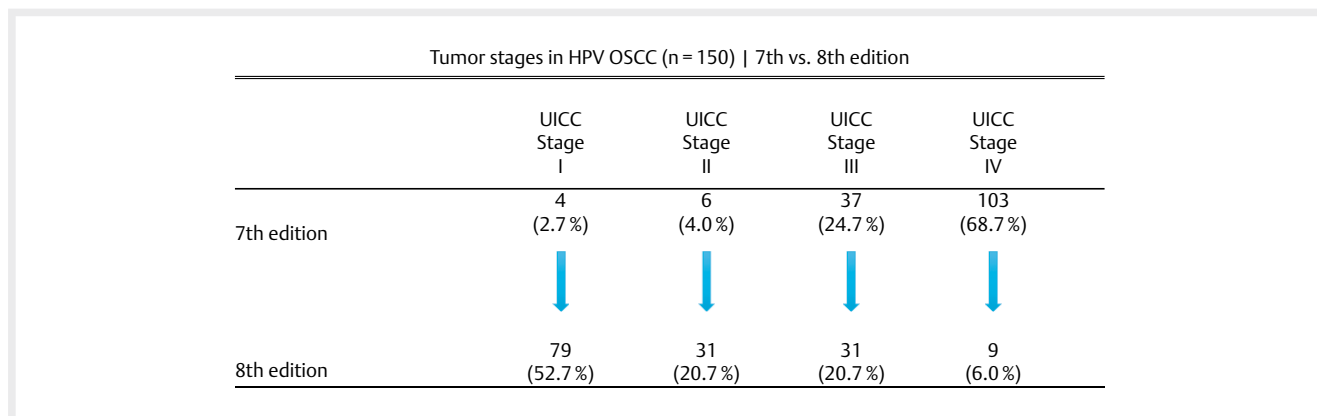 Tumor stages in HPV OSCC (n = 150) | 7th vs. 8th edition
UICC Stage I
UICC Stage II
UICC Stage III
UICC Stage IV
7th edition
4 (2.7 %)
6 (4.0 %)
37 (24.7 %)
103 (68.7 %)
8th edition
79 (52.7 %)
31 (20.7 %)
31 (20.7 %)
9 (6.0 %)